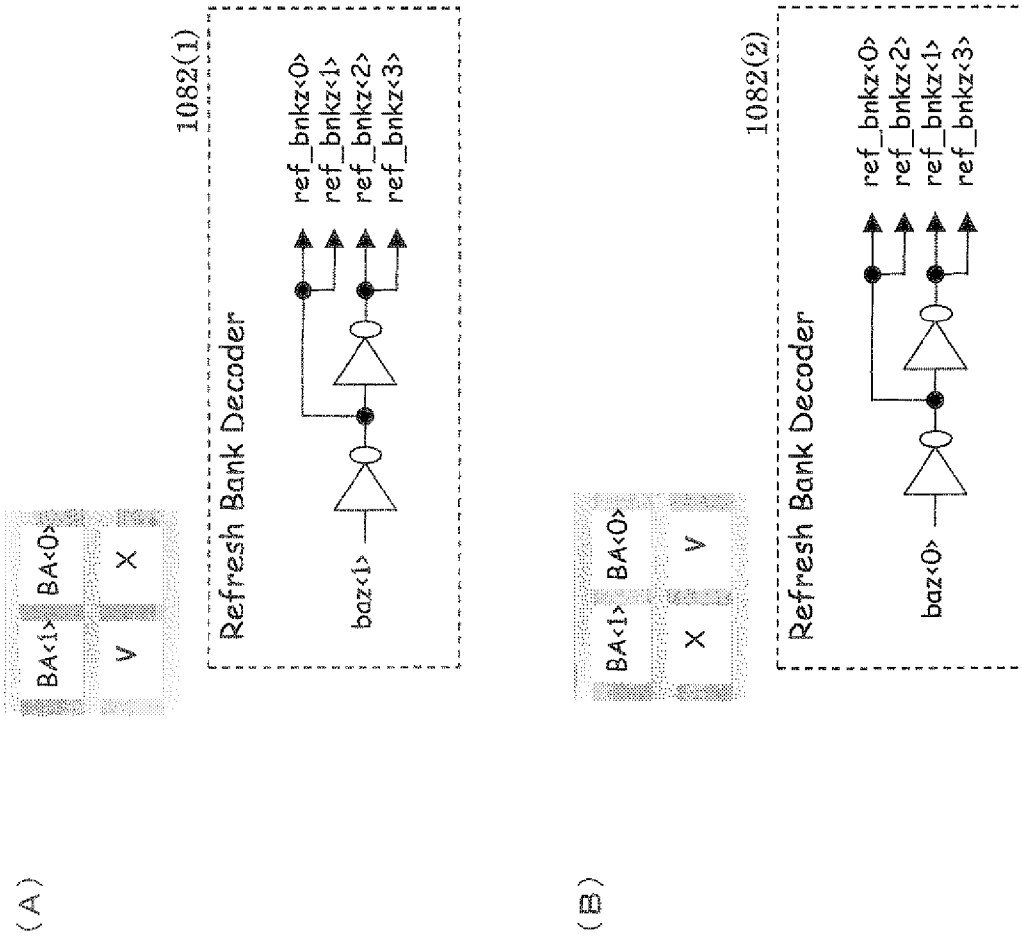 (A)
BA<1> BA<0>
V X
1082(1)
Refresh Bank Decoder
baz<1>
ref_bnkz<0>
ref_bnkz<1>
ref_bnkz<2>
ref_bnkz<3>
(B)
BA<1> BA<0>
X V
1082(2)
Refresh Bank Decoder
baz<0>
ref_bnkz<0>
ref_bnkz<2>
ref_bnkz<1>
ref_bnkz<3>